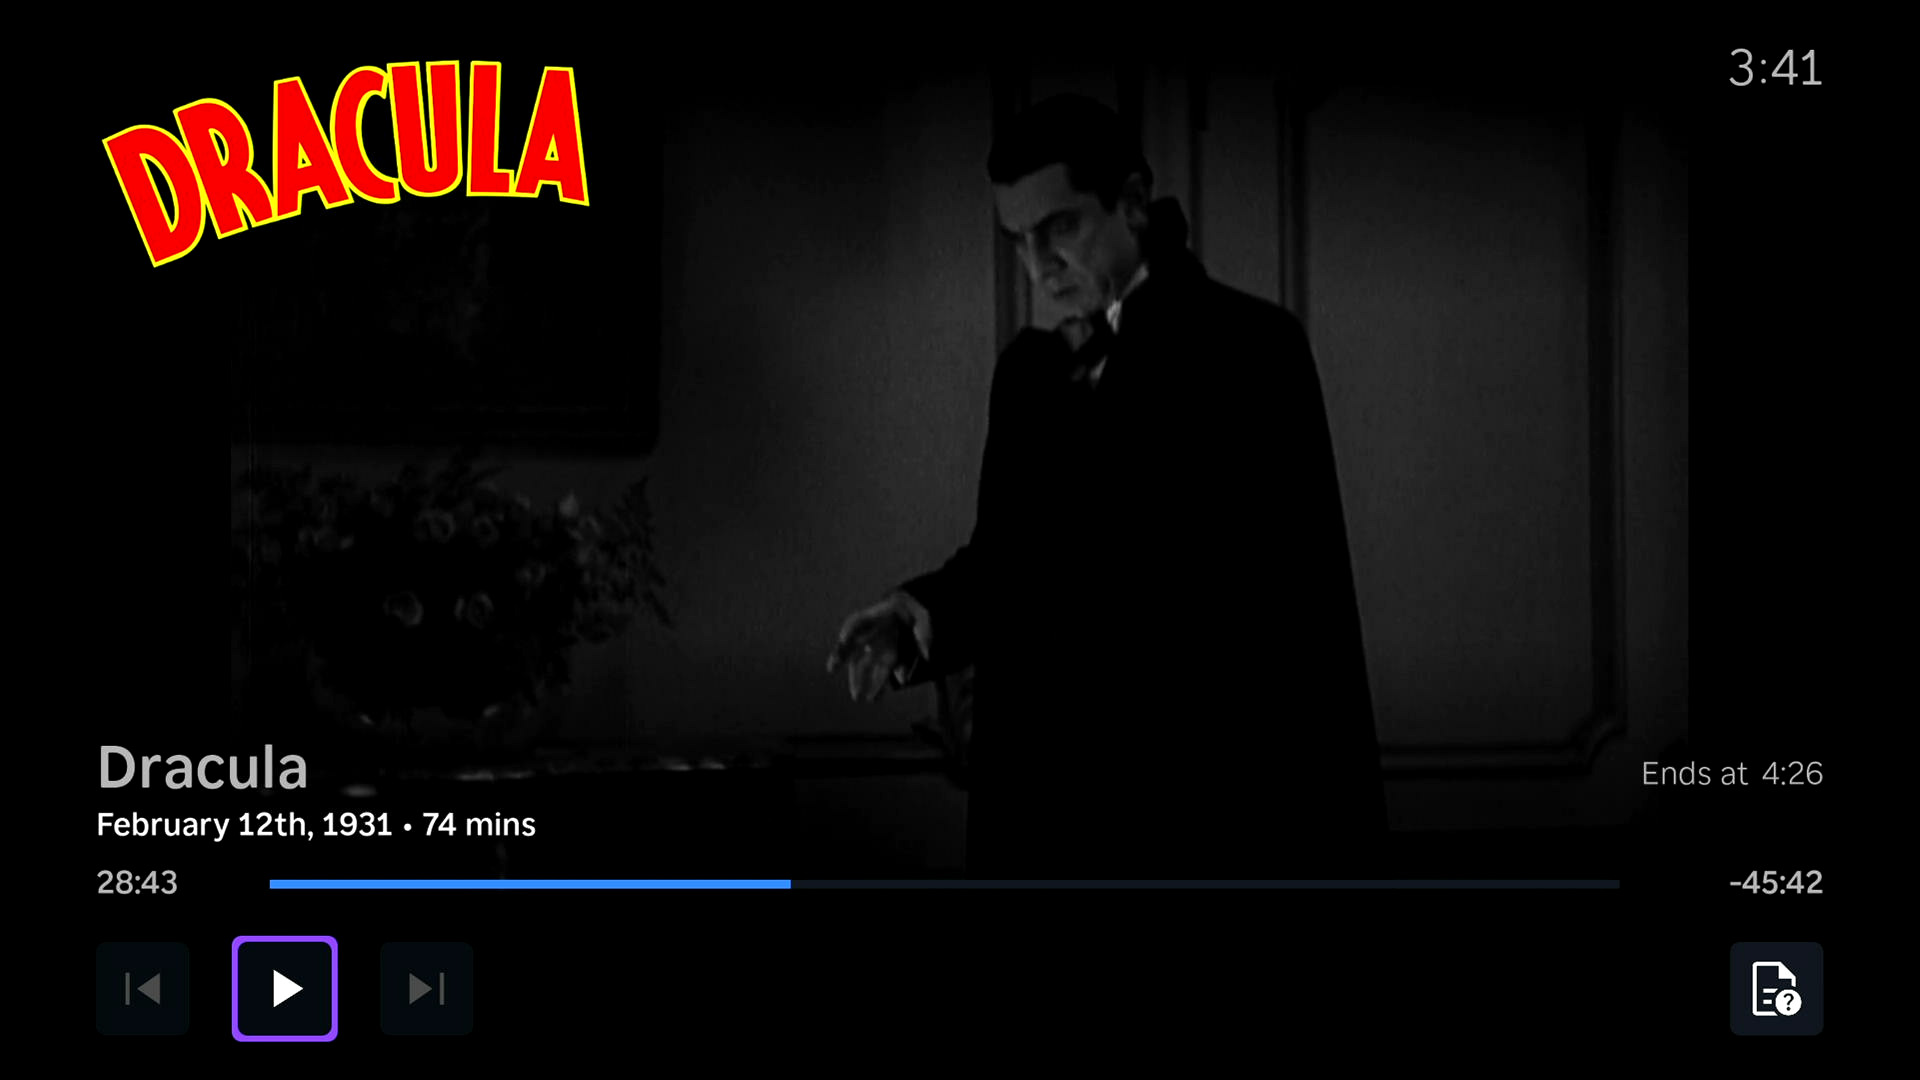 DRACULA
3:41
Dracula
Ends at 4:26
February 12th, 1931 • 74 mins
28:43
-45:42
?